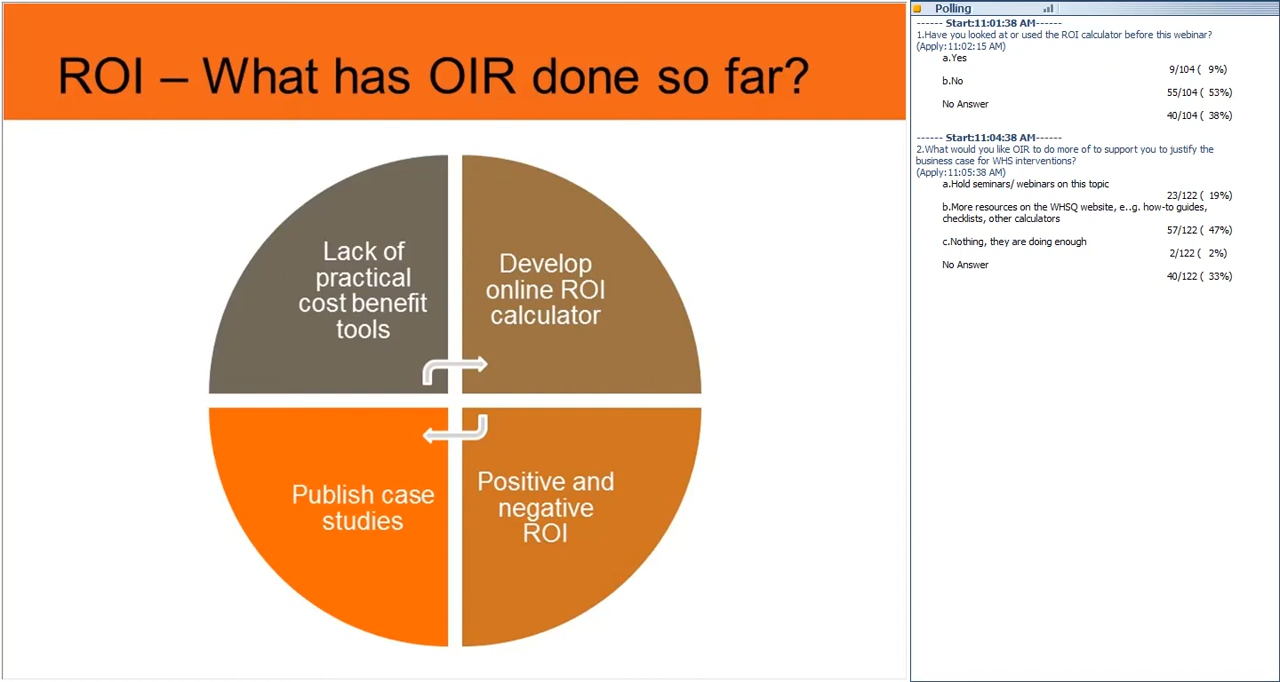 ROI – What has OIR done so far?
Lack of
practical
cost benefit
tools
Develop
online ROI
calculator
Publish case
studies
Positive and
negative
ROI
Polling
------ Start:11:01:38 AM------
1.Have you looked at or used the ROI calculator before this webinar?
(Apply:11:02:15 AM)
a.Yes
9/104 ( 9%)
b.No
55/104 ( 53%)
No Answer
40/104 ( 38%)
------ Start:11:04:38 AM------
2.What would you like OIR to do more of to support you to justify the
business case for WHS interventions?
(Apply:11:05:38 AM)
a.Hold seminars/ webinars on this topic
23/122 ( 19%)
b.More resources on the WHSQ website, e..g. how-to guides,
checklists, other calculators
57/122 ( 47%)
c.Nothing, they are doing enough
2/122 ( 2%)
No Answer
40/122 ( 33%)